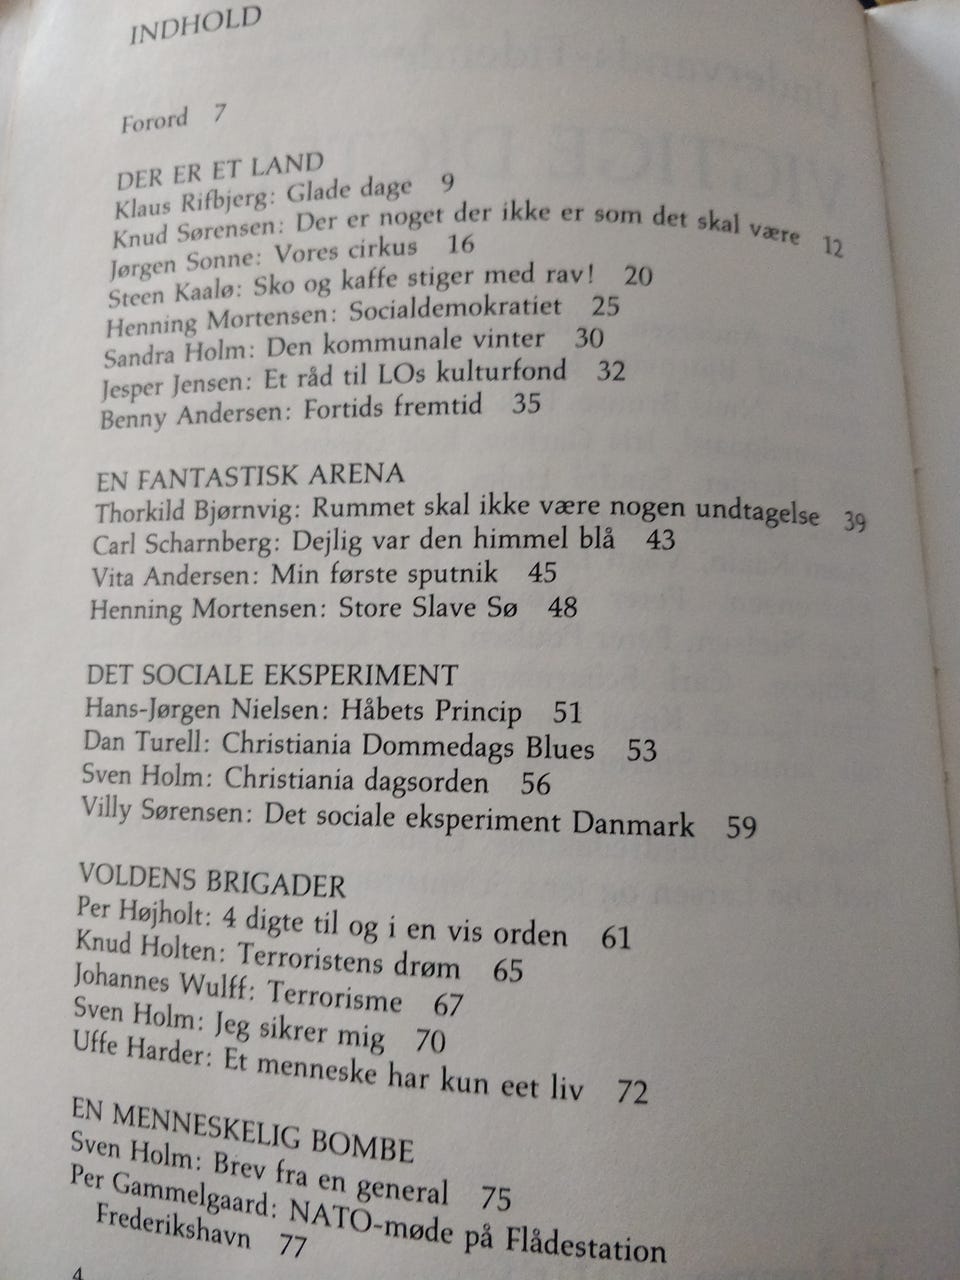 INDHOLD
Forord 7
DER ER ET LAND
Klaus Rifbjerg: Glade dage 9
Knud Sørensen: Der er noget der ikke er som det skal være 12
Jørgen Sonne: Vores cirkus 16
Steen Kaalø: Sko og kaffe stiger med rav! 20
Henning Mortensen: Socialdemokratiet 25
Sandra Holm: Den kommunale vinter 30
Jesper Jensen: Et råd til LOs kulturfond 32
Benny Andersen: Fortids fremtid 35
EN FANTASTISK ARENA
Thorkild Bjørnvig: Rummet skal ikke være nogen undtagelse 39
Carl Scharnberg: Dejlig var den himmel blå 43
Vita Andersen: Min første sputnik 45
Henning Mortensen: Store Slave Sø 48
DET SOCIALE EKSPERIMENT
Hans-Jørgen Nielsen: Håbets Princip 51
Dan Turell: Christiania Dommedags Blues 53
Sven Holm: Christiania dagsorden 56
Villy Sørensen: Det sociale eksperiment Danmark 59
VOLDENS BRIGADER
Per Højholt: 4 digte til og i en vis orden 61
Knud Holten: Terroristens drøm 65
Johannes Wulff: Terrorisme 67
Sven Holm: Jeg sikrer mig 70
Uffe Harder: Et menneske har kun eet liv 72
EN MENNESKELIG BOMBE
Sven Holm: Brev fra en general 75
Per Gammelgaard: NATO-møde på Flådestation
Frederikshavn 77
4